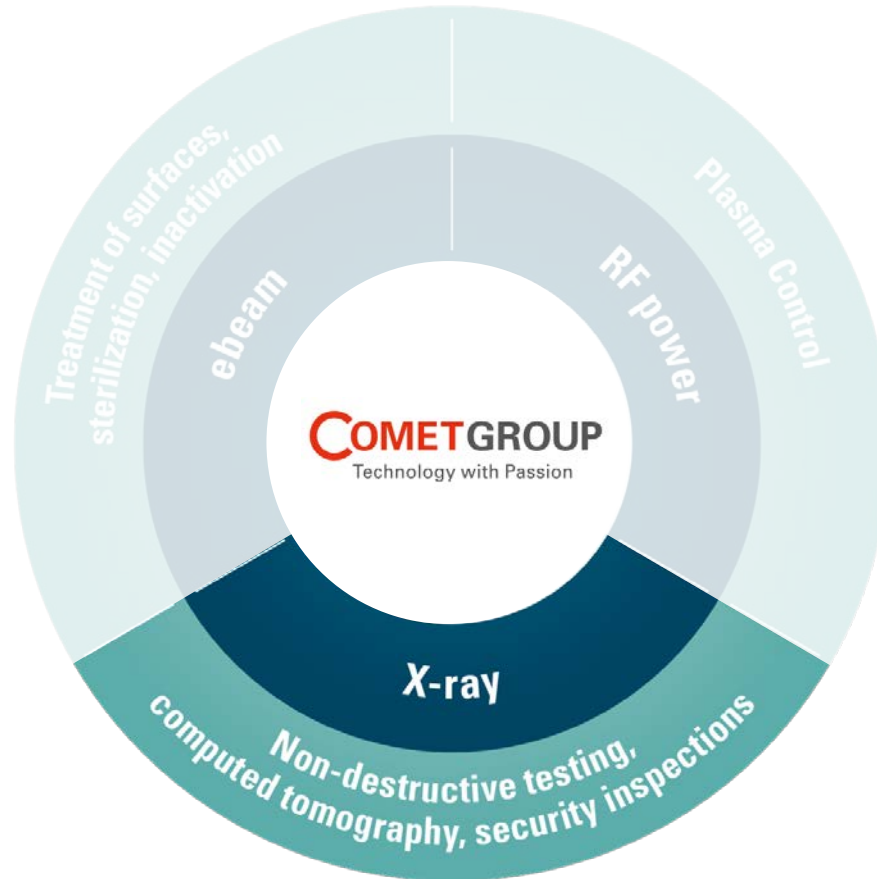 Treatment of surfaces,
sterilization, inactivation
ebeam
Plasma Control
RF power
COMETGROUP
Technology with Passion
X-ray
Non-destructive testing,
computed tomography, security inspections